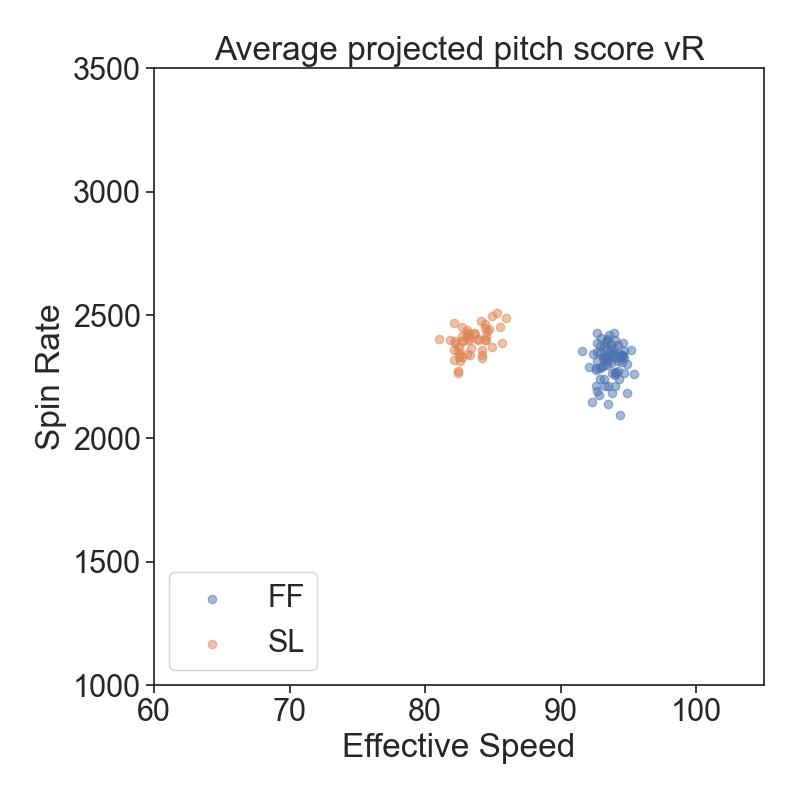 Average projected pitch score vR
3500
3000
2500
2000
1500
1000
Spin Rate
FF
SL
60 70 80 90 100
Effective Speed